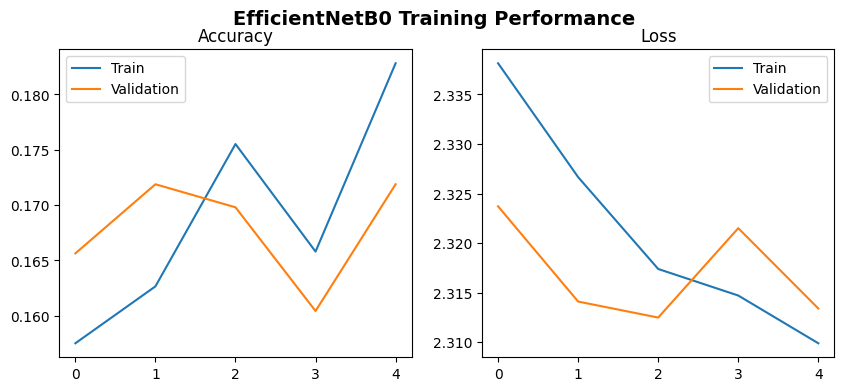 EfficientNetB0 Training Performance
Accuracy
Train
Validation
0.180
0.175
0.170
0.165
0.160
0 1 2 3 4
Loss
Train
Validation
2.335
2.330
2.325
2.320
2.315
2.310
0 1 2 3 4